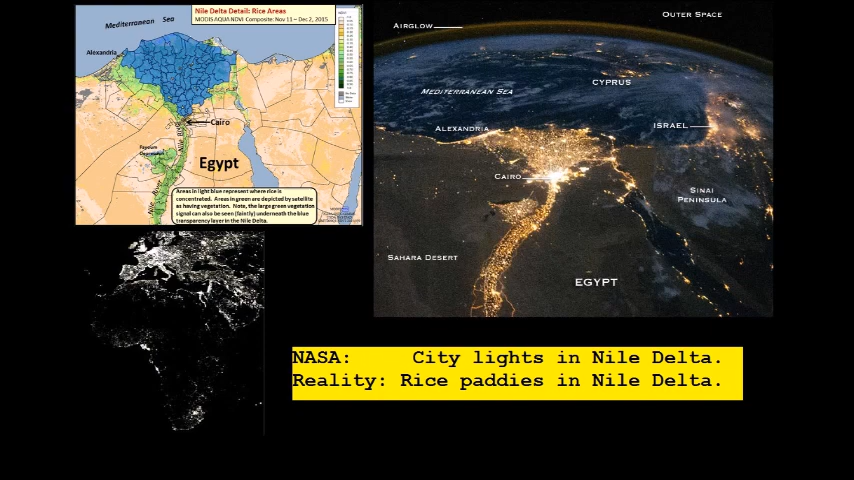 Nile Delta Detail: Rice Areas
MODIS AQUA NDVI Composite: Nov 11 – Dec 2, 2015
Mediterranean Sea
Alexandria
Cairo
Nile River
Fayoum
Depression
Egypt
Areas in light blue represent where rice is
concentrated. Areas in green are depicted by satellite
as having vegetation. Note, the large green vegetation
signal can also be seen (faintly) underneath the blue
transparency layer in the Nile Delta.
OUTER SPACE
AIRGLOW
CYPRUS
MEDITERRANEAN SEA
ISRAEL
ALEXANDRIA
CAIRO
SINAI
PENINSULA
SAHARA DESERT
EGYPT
NASA: City lights in Nile Delta.
Reality: Rice paddies in Nile Delta.